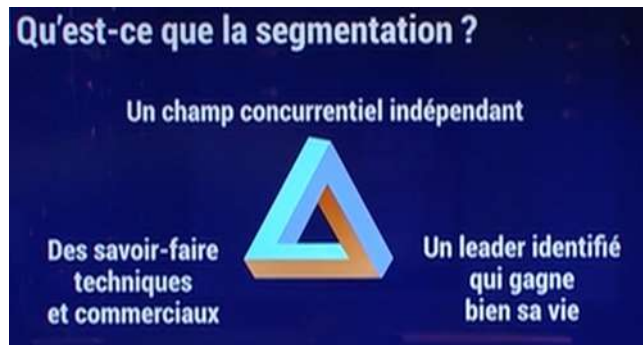 Qu'est-ce que la segmentation ?
Un champ concurrentiel indépendant
Des savoir-faire
techniques
et commerciaux
Un leader identifié
qui gagne
bien sa vie